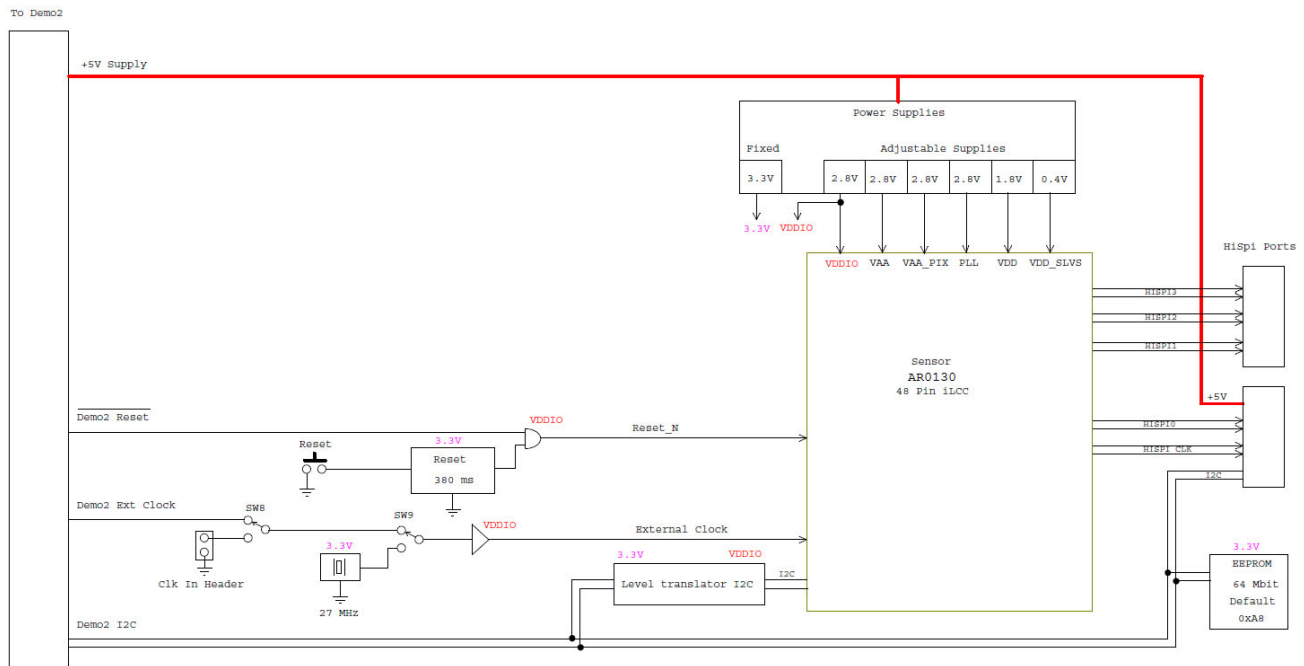 To Demo2
+5V Supply
Power Supplies
Fixed
Adjustable Supplies
3.3V
2.8V
2.8V
2.8V
2.8V
1.8V
0.4V
3.3V
VDDIO
VDDIO
VAA
VAA_PIX
PLL
VDD
VDD_SLVS
HiSpi Ports
HISPI3
HISPI2
HISPI1
Sensor
AR0130
48 Pin iLCC
+5V
HISPI0
HISPI CLK
I2C
Demo2 Reset
VDDIO
Reset_N
Reset
3.3V
Reset
380 ms
Demo2 Ext Clock
SW8
SW9
VDDIO
External Clock
3.3V
Clk In Header
27 MHz
3.3V
VDDIO
Level translator I2C
I2C
3.3V
EEPROM
64 Mbit
Default
0xA8
Demo2 I2C